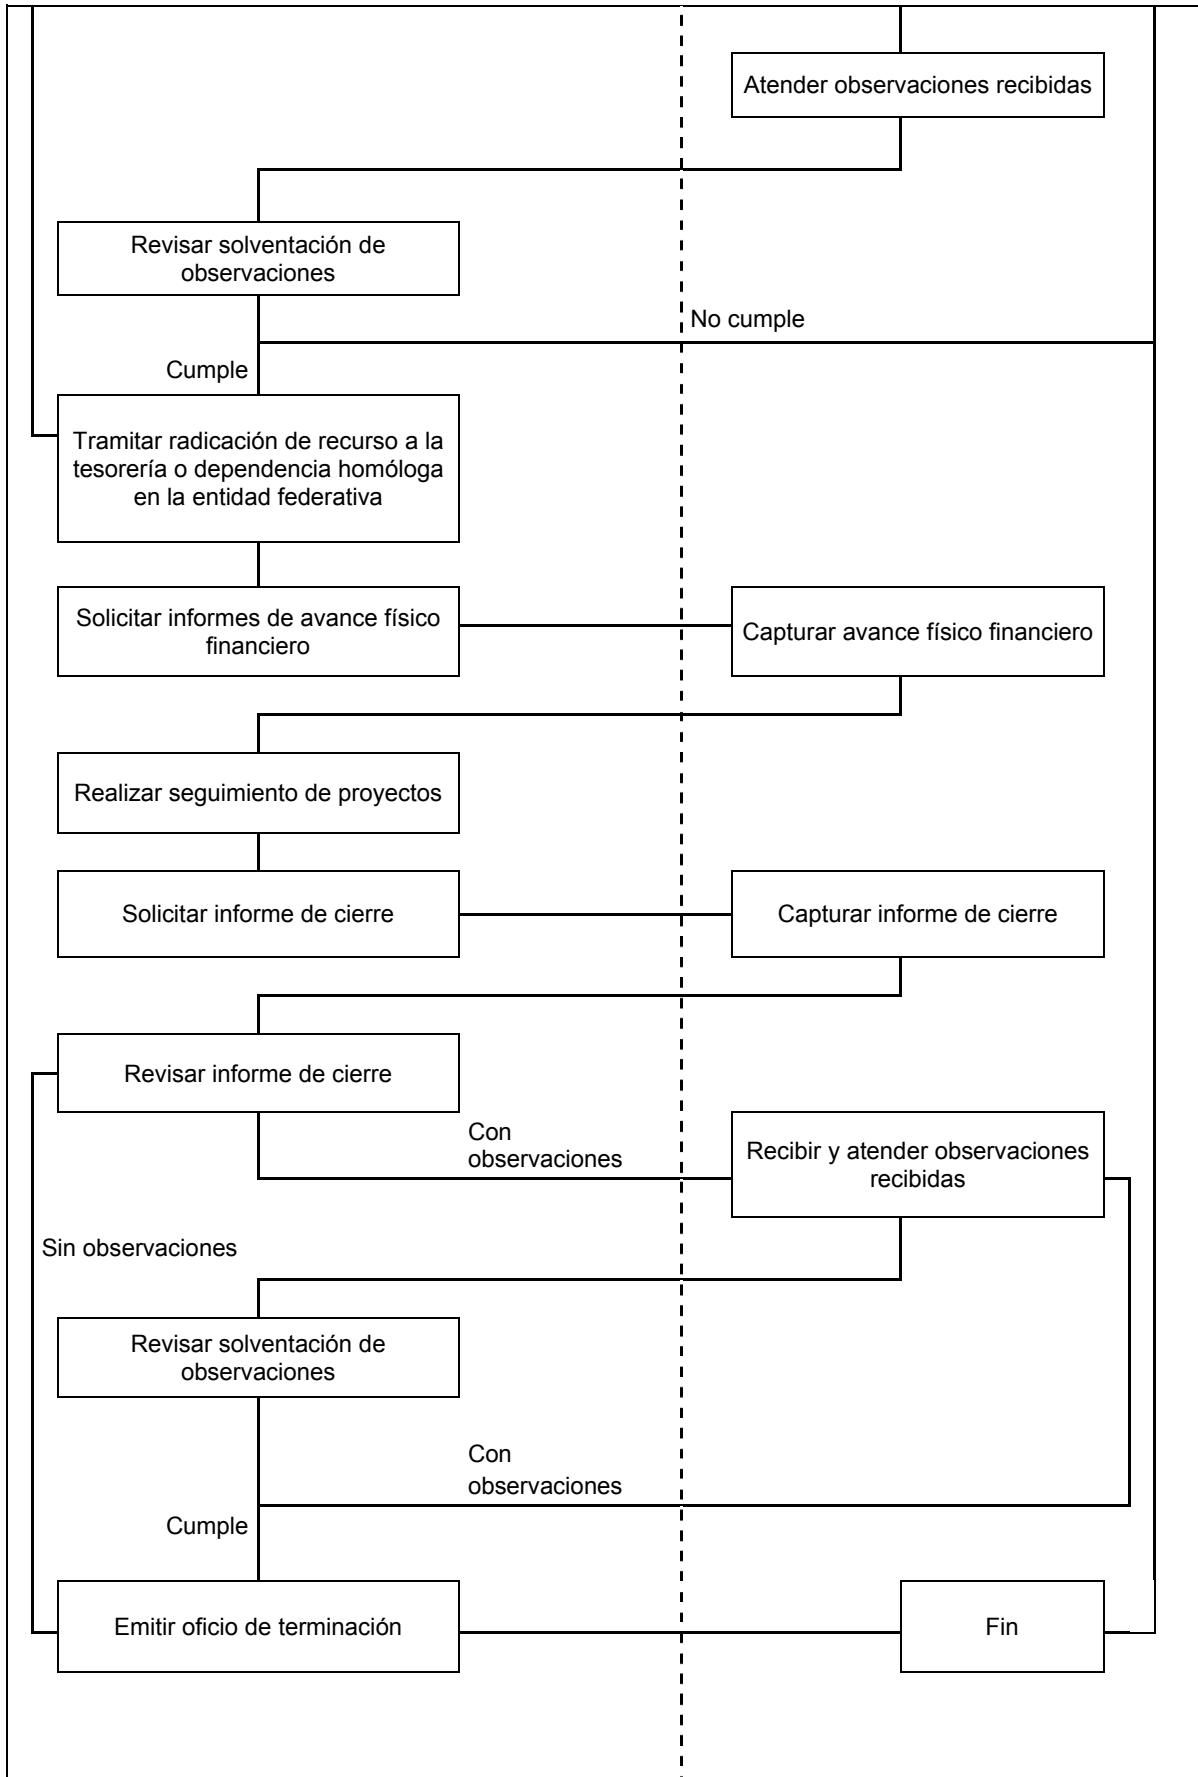 Atender observaciones recibidas
Revisar solventación de
observaciones
No cumple
Cumple
Tramitar radicación de recurso a la
tesorería o dependencia homóloga
en la entidad federativa
Solicitar informes de avance físico
financiero
Capturar avance físico financiero
Realizar seguimiento de proyectos
Solicitar informe de cierre
Capturar informe de cierre
Revisar informe de cierre
Con
observaciones
Recibir y atender observaciones
recibidas
Sin observaciones
Revisar solventación de
observaciones
Con
observaciones
Cumple
Emitir oficio de terminación
Fin